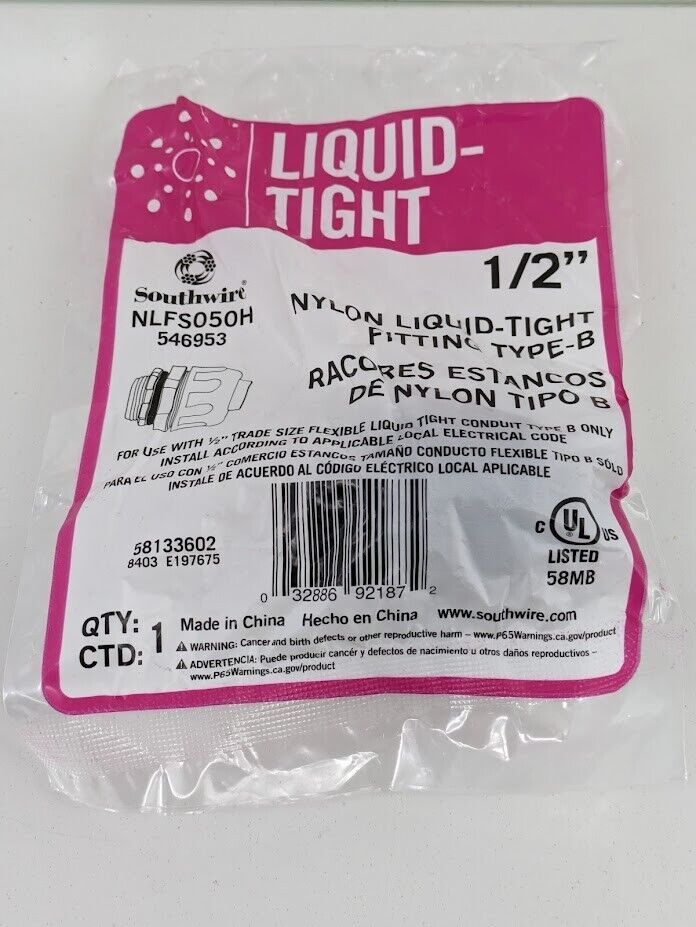 LIQUID-
TIGHT
1/2”
Southwire
NLFS050H
546953
NYLON LIQUID-TIGHT
FITTING TYPE-B
RACORES ESTANCOS
DE NYLON TIPO B
FOR USE WITH ½” TRADE SIZE FLEXIBLE LIQUID TIGHT CONDUIT TYPE B ONLY
INSTALL ACCORDING TO APPLICABLE LOCAL ELECTRICAL CODE
PARA EL USO CON ½” COMERCIO ESTANCOS TAMAÑO CONDUCTO FLEXIBLE TIPO B SÓLO
INSTALE DE ACUERDO AL CÓDIGO ELÉCTRICO LOCAL APLICABLE
58133602
8403 E197675
0 32886 92187 2
C UL US
LISTED
58MB
QTY: 1
CTD:
Made in China Hecho en China www.southwire.com
WARNING: Cancer and birth defects or other reproductive harm – www.P65Warnings.ca.gov/product
ADVERTENCIA: Puede producir cancér y defectos de nacimiento u otros daños reproductivos –
www.P65Warnings.ca.gov/product